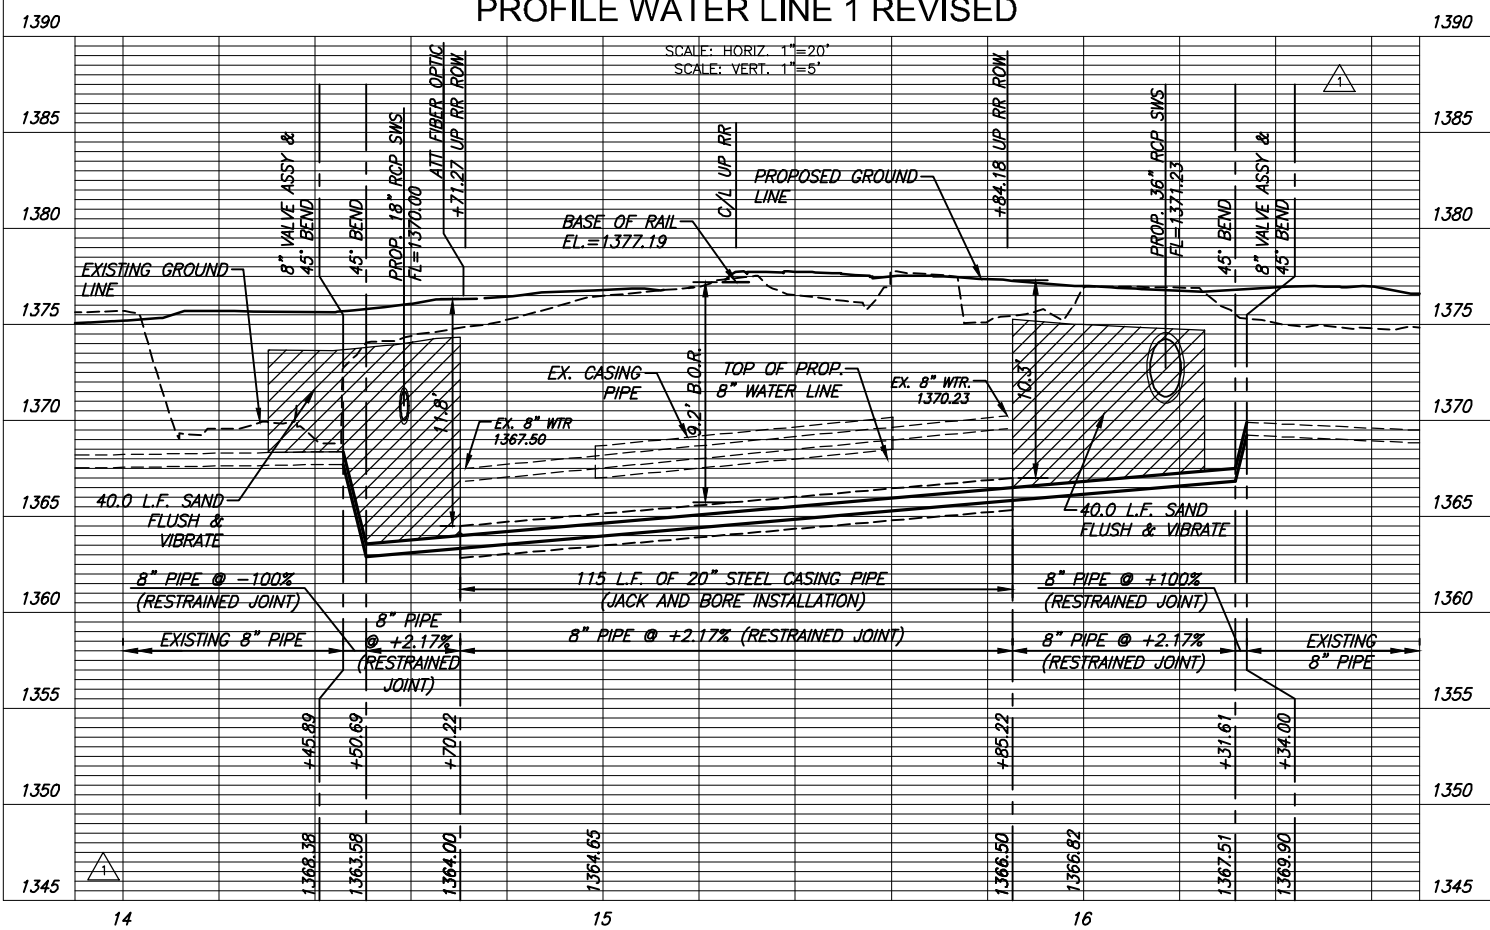 PROFILE WATER LINE 1 REVISED
SCALE: HORIZ. 1"=20'
SCALE: VERT. 1"=5'
1390
1390
1385
1385
1380
1380
1375
1375
1370
1370
1365
1365
1360
1360
1355
1355
1350
1350
1345
1345
1
1
8" VALVE ASSY &
45° BEND
45° BEND
PROP. 18" RCP SWS
FL=1370.00
ATT FIBER OPTIC
+71.27 UP RR ROW
C/L UP RR
+84.18 UP RR ROW
PROP. 36" RCP SWS
FL=1371.23
45° BEND
8" VALVE ASSY &
45° BEND
EXISTING GROUND
LINE
BASE OF RAIL
EL.=1377.19
PROPOSED GROUND
LINE
EX. CASING
PIPE
TOP OF PROP.
8" WATER LINE
EX. 8" WTR.
1370.23
EX. 8" WTR
1367.50
11.8'
9.2' B.O.R.
10.3'
40.0 L.F. SAND
FLUSH &
VIBRATE
40.0 L.F. SAND
FLUSH & VIBRATE
8" PIPE @ -100%
(RESTRAINED JOINT)
115 L.F. OF 20" STEEL CASING PIPE
(JACK AND BORE INSTALLATION)
8" PIPE @ +100%
(RESTRAINED JOINT)
EXISTING 8" PIPE
8" PIPE
@ +2.17%
(RESTRAINED
JOINT)
8" PIPE @ +2.17% (RESTRAINED JOINT)
8" PIPE @ +2.17%
(RESTRAINED JOINT)
EXISTING
8" PIPE
+45.89
+50.69
+70.22
+85.22
+31.61
+34.00
1368.38
1363.58
1364.00
1364.65
1366.50
1366.82
1367.51
1369.90
14
15
16